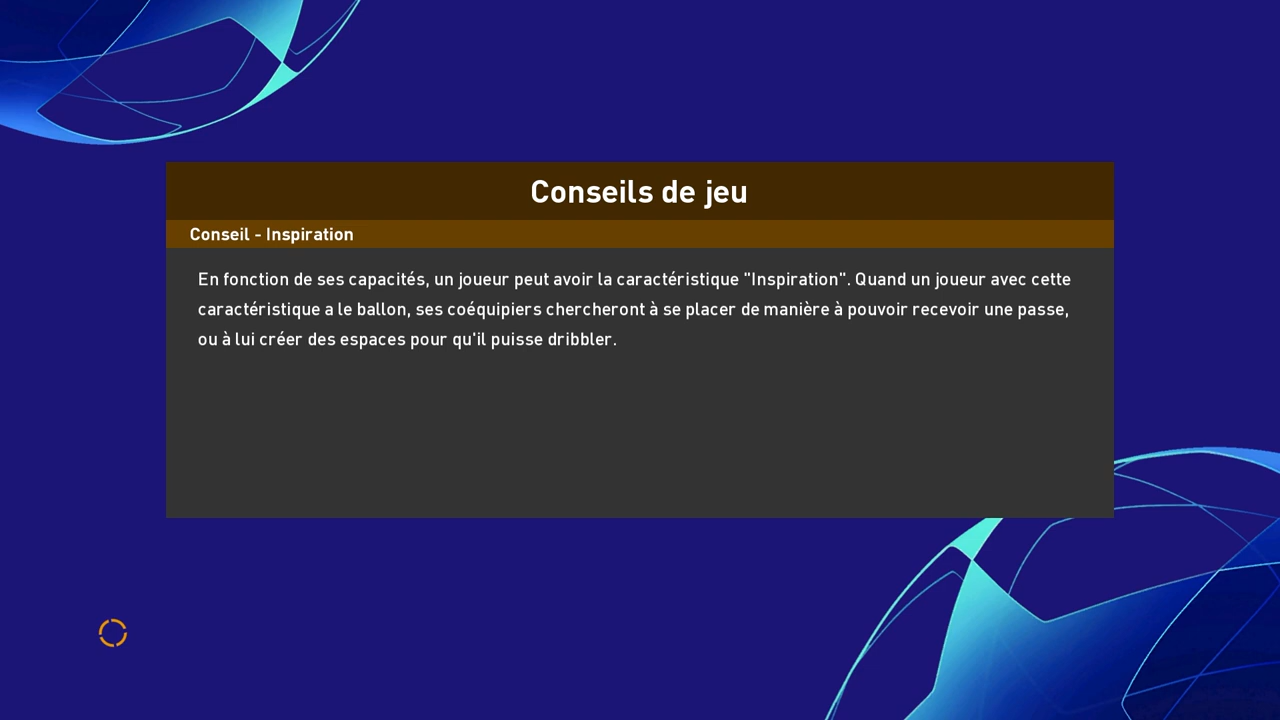 Conseils de jeu
Conseil - Inspiration
En fonction de ses capacités, un joueur peut avoir la caractéristique "Inspiration". Quand un joueur avec cette
caractéristique a le ballon, ses coéquipiers chercheront à se placer de manière à pouvoir recevoir une passe,
ou à lui créer des espaces pour qu'il puisse dribbler.